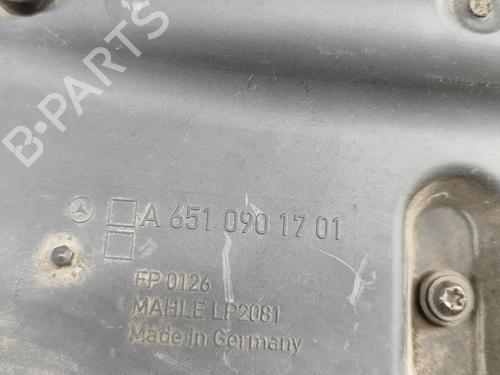 B-PARTS
A 651 090 17 01
FP 0126
MAHLE LP2081
Made in Germany